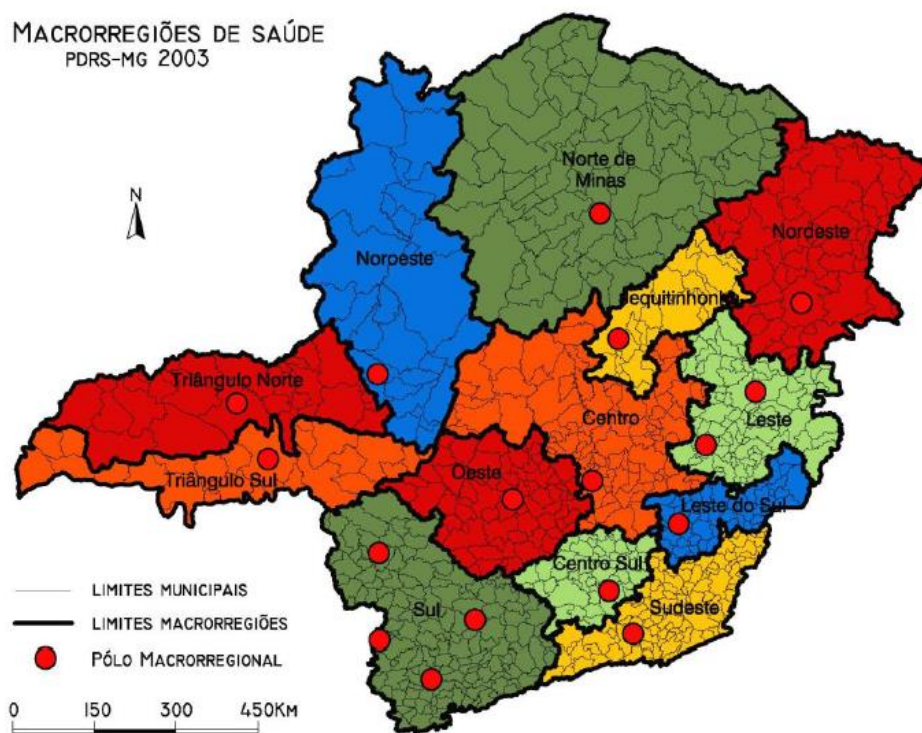 MACRORREGIÕES DE SAÚDE
PDRS-MG 2003
N
Norte de
Minas
Nordeste
Noroeste
Jequitinhonha
Triângulo Norte
Centro
Leste
Triângulo Sul
Oeste
Leste do Sul
Centro Sul
Sul
Sudeste
LIMITES MUNICIPAIS
LIMITES MACRORREGIÕES
PÓLO MACRORREGIONAL
0 150 300 450KM